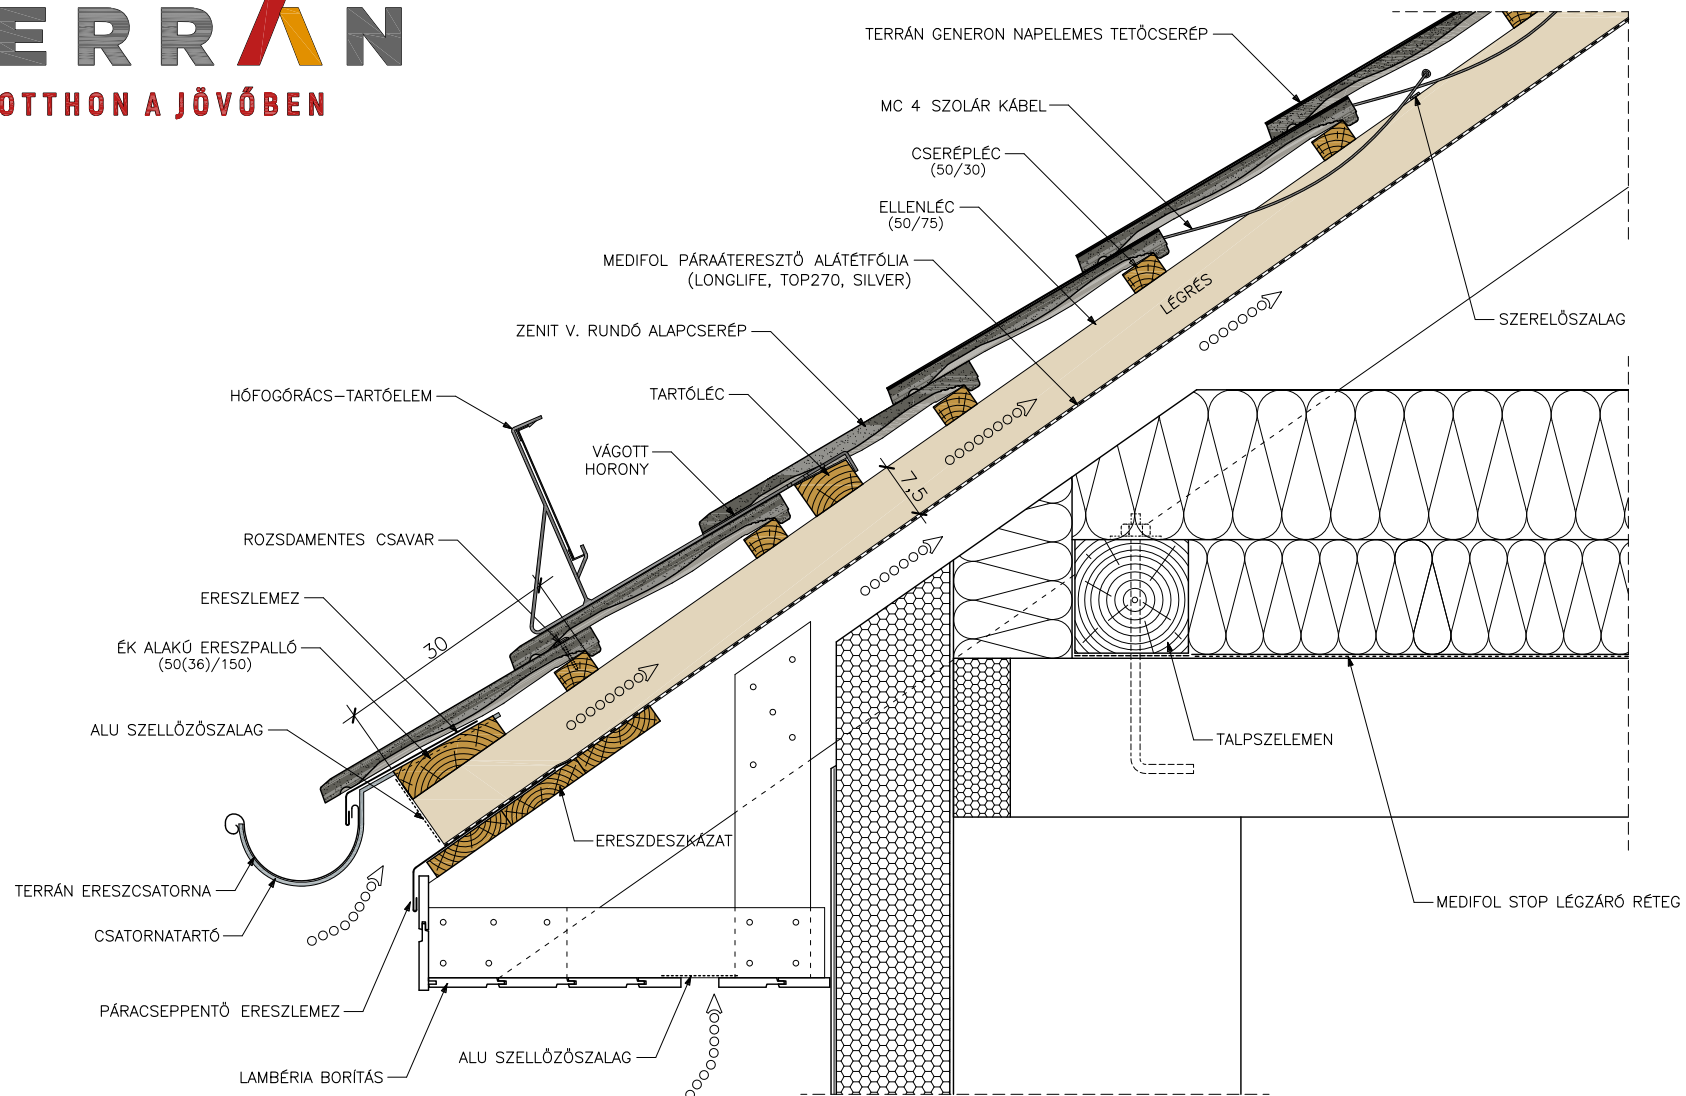 ERRÁN
OTTHON A JÖVŐBEN
TERRÁN GENERON NAPELEMES TETŐCSERÉP
MC 4 SZOLÁR KÁBEL
CSERÉPLÉC
(50/30)
ELLENLÉC
(50/75)
MEDIFOL PÁRAÁTERESZTŐ ALÁTÉTFÓLIA
(LONGLIFE, TOP270, SILVER)
ZENIT V. RUNDÓ ALAPCSERÉP
HÓFOGÓRÁCS-TARTÓELEM
TARTÓLÉC
VÁGOTT
HORONY
ROZSDAMENTES CSAVAR
ERESZLEMEZ
ÉK ALAKÚ ERESZPALLÓ
(50(36)/150)
ALU SZELLŐZŐSZALAG
30
7,5
LÉGRÉS
SZERELŐSZALAG
TALPSZELEMEN
ERESZDESZKÁZAT
TERRÁN ERESZCSATORNA
CSATORNATARTÓ
MEDIFOL STOP LÉGZÁRÓ RÉTEG
PÁRACSEPPENTŐ ERESZLEMEZ
ALU SZELLŐZŐSZALAG
LAMBÉRIA BORÍTÁS